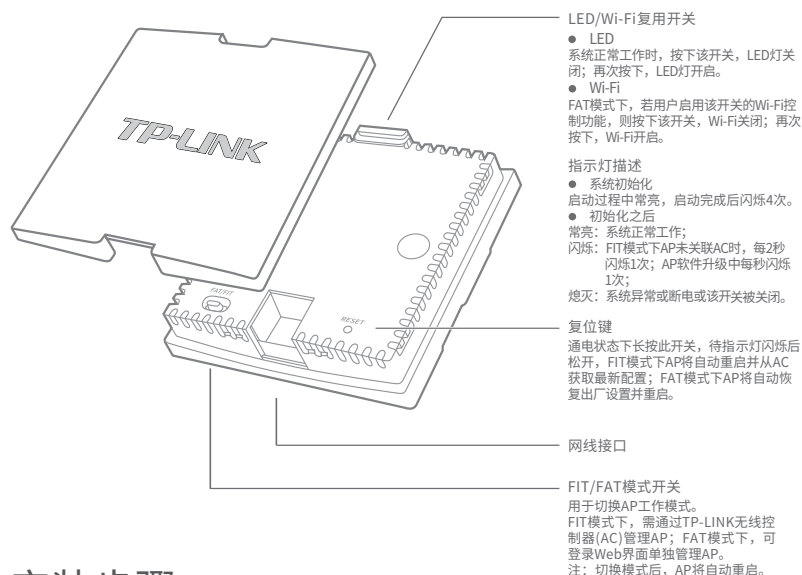 LED/Wi-Fi复用开关
● LED
系统正常工作时，按下该开关，LED灯关
闭；再次按下，LED灯开启。
● Wi-Fi
FAT模式下，若用户启用该开关的Wi-Fi控
制功能，则按下该开关，Wi-Fi关闭；再次
按下，Wi-Fi开启。
指示灯描述
● 系统初始化
启动过程中常亮，启动完成后闪烁4次。
● 初始化之后
常亮：系统正常工作；
闪烁：FIT模式下AP未关联AC时，每2秒
闪烁1次；AP软件升级中每秒闪烁
1次；
熄灭：系统异常或断电或该开关被关闭。
TP-LINK
FAT/FIT
RESET
复位键
通电状态下长按此开关，待指示灯闪烁后
松开，FIT模式下AP将自动重启并从AC
获取最新配置；FAT模式下AP将自动恢
复出厂设置并重启。
网线接口
FIT/FAT模式开关
用于切换AP工作模式。
FIT模式下，需通过TP-LINK无线控
制器(AC)管理AP；FAT模式下，可
登录Web界面单独管理AP。
注：切换模式后，AP将自动重启。